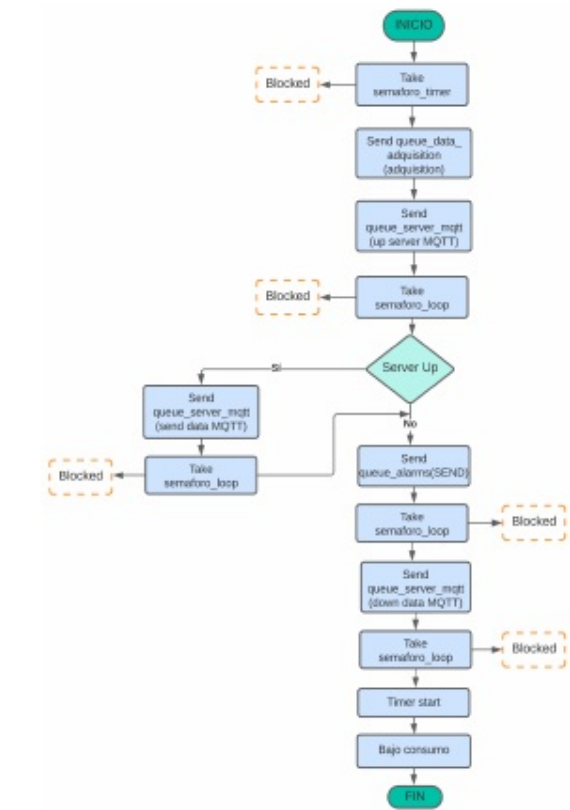 INICIO
Take
semaforo_timer
Blocked
Send queue_data_
adquisition
(adquisition)
Send
queue_server_mqtt
(up server MQTT)
Take
semaforo_loop
Blocked
Server Up
Si
Send
queue_server_mqtt
(send data MQTT)
Take
semaforo_loop
Blocked
No
Send
queue_alarms(SEND)
Take
semaforo_loop
Blocked
Send
queue_server_mqtt
(down data MQTT)
Take
semaforo_loop
Blocked
Timer start
Bajo consumo
FIN